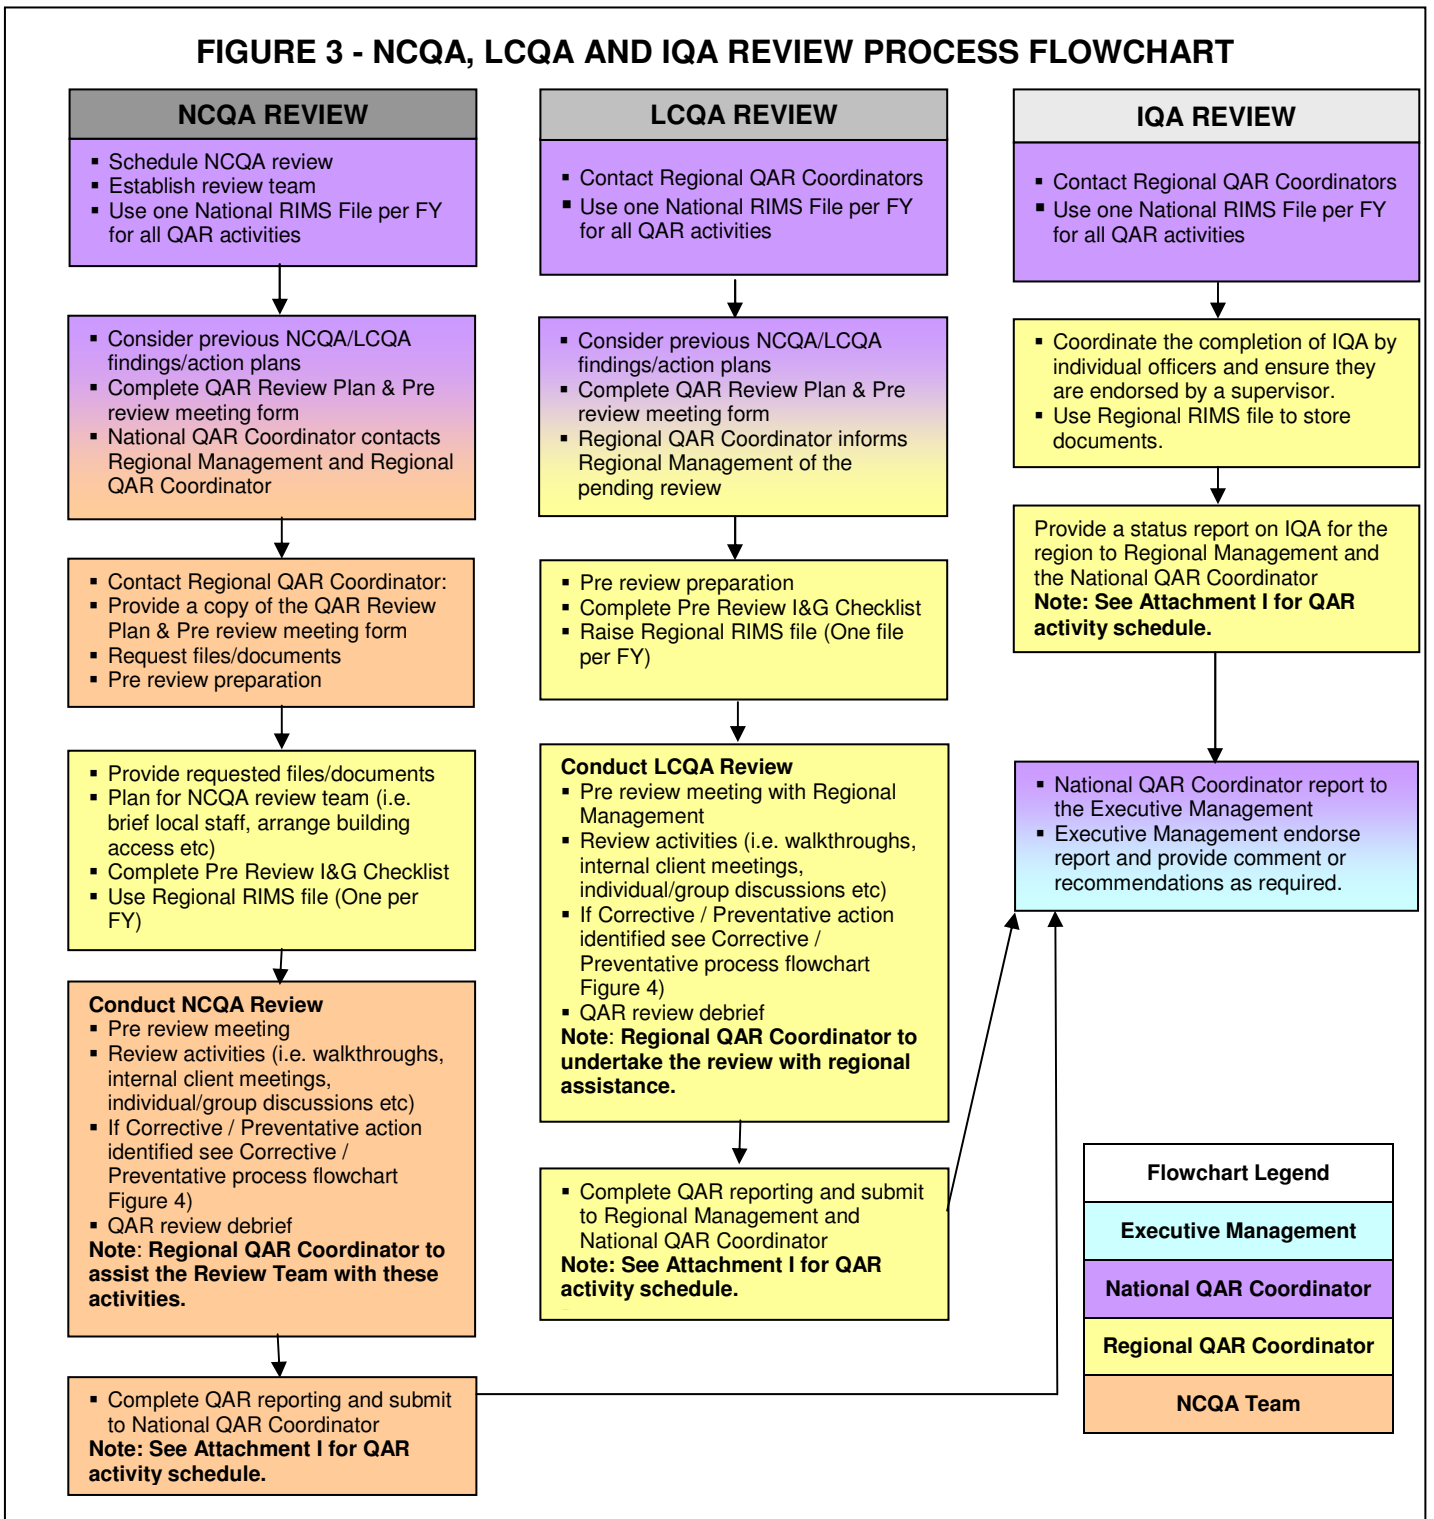 FIGURE 3 - NCQA, LCQA AND IQA REVIEW PROCESS FLOWCHART
NCQA REVIEW
▪ Schedule NCQA review
▪ Establish review team
▪ Use one National RIMS File per FY
for all QAR activities
▪ Consider previous NCQA/LCQA
findings/action plans
▪ Complete QAR Review Plan & Pre
review meeting form
▪ National QAR Coordinator contacts
Regional Management and Regional
QAR Coordinator
▪ Contact Regional QAR Coordinator:
▪ Provide a copy of the QAR Review
Plan & Pre review meeting form
▪ Request files/documents
▪ Pre review preparation
▪ Provide requested files/documents
▪ Plan for NCQA review team (i.e.
brief local staff, arrange building
access etc)
▪ Complete Pre Review I&G Checklist
▪ Use Regional RIMS file (One per
FY)
Conduct NCQA Review
▪ Pre review meeting
▪ Review activities (i.e. walkthroughs,
internal client meetings,
individual/group discussions etc)
▪ If Corrective / Preventative action
identified see Corrective /
Preventative process flowchart
Figure 4)
▪ QAR review debrief
Note: Regional QAR Coordinator to
assist the Review Team with these
activities.
▪ Complete QAR reporting and submit
to National QAR Coordinator
Note: See Attachment I for QAR
activity schedule.
LCQA REVIEW
▪ Contact Regional QAR Coordinators
▪ Use one National RIMS File per FY
for all QAR activities
▪ Consider previous NCQA/LCQA
findings/action plans
▪ Complete QAR Review Plan & Pre
review meeting form
▪ Regional QAR Coordinator informs
Regional Management of the
pending review
▪ Pre review preparation
▪ Complete Pre Review I&G Checklist
▪ Raise Regional RIMS file (One file
per FY)
Conduct LCQA Review
▪ Pre review meeting with Regional
Management
▪ Review activities (i.e. walkthroughs,
internal client meetings,
individual/group discussions etc)
▪ If Corrective / Preventative action
identified see Corrective /
Preventative process flowchart
Figure 4)
▪ QAR review debrief
Note: Regional QAR Coordinator to
undertake the review with regional
assistance.
▪ Complete QAR reporting and submit
to Regional Management and
National QAR Coordinator
Note: See Attachment I for QAR
activity schedule.
IQA REVIEW
▪ Contact Regional QAR Coordinators
▪ Use one National RIMS File per FY
for all QAR activities
▪ Coordinate the completion of IQA by
individual officers and ensure they
are endorsed by a supervisor.
▪ Use Regional RIMS file to store
documents.
Provide a status report on IQA for the
region to Regional Management and
the National QAR Coordinator
Note: See Attachment I for QAR
activity schedule.
▪ National QAR Coordinator report to
the Executive Management
▪ Executive Management endorse
report and provide comment or
recommendations as required.
Flowchart Legend
Executive Management
National QAR Coordinator
Regional QAR Coordinator
NCQA Team